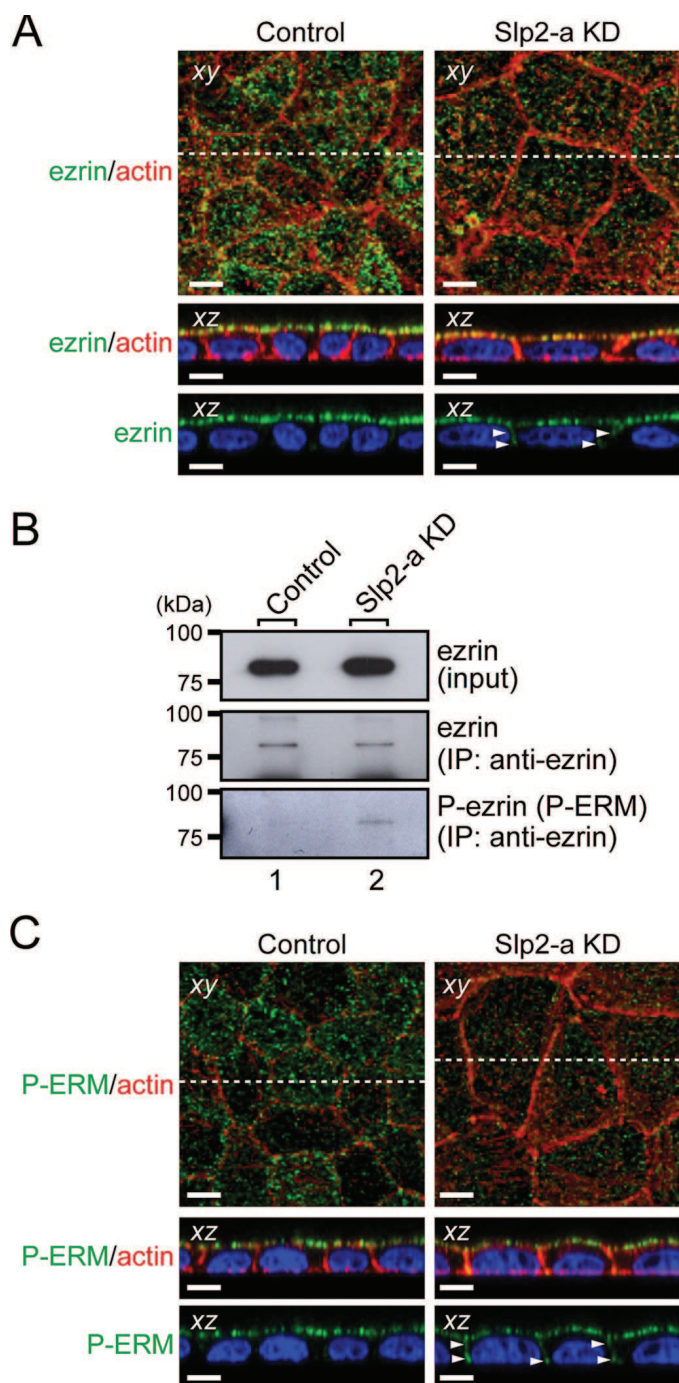 A
Control
Slp2-a KD
xy
xy
ezrin/actin
xz
xz
ezrin/actin
xz
xz
ezrin
B
Control
Slp2-a KD
(kDa)
100
75
ezrin
(input)
100
75
ezrin
(IP: anti-ezrin)
100
75
P-ezrin (P-ERM)
(IP: anti-ezrin)
1
2
C
Control
Slp2-a KD
xy
xy
P-ERM/actin
xz
xz
P-ERM/actin
xz
xz
P-ERM